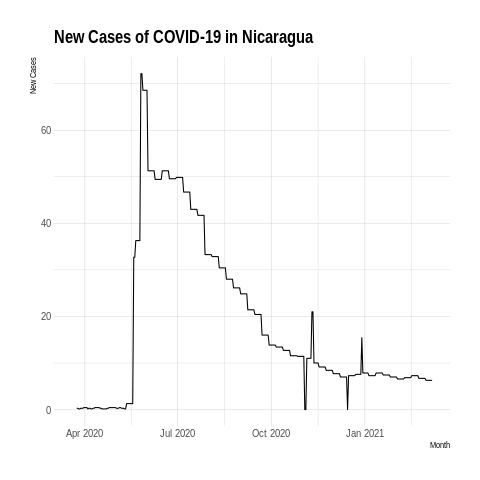 New Cases of COVID-19 in Nicaragua
New Cases
60
40
20
0
Apr 2020
Jul 2020
Oct 2020
Jan 2021
Month